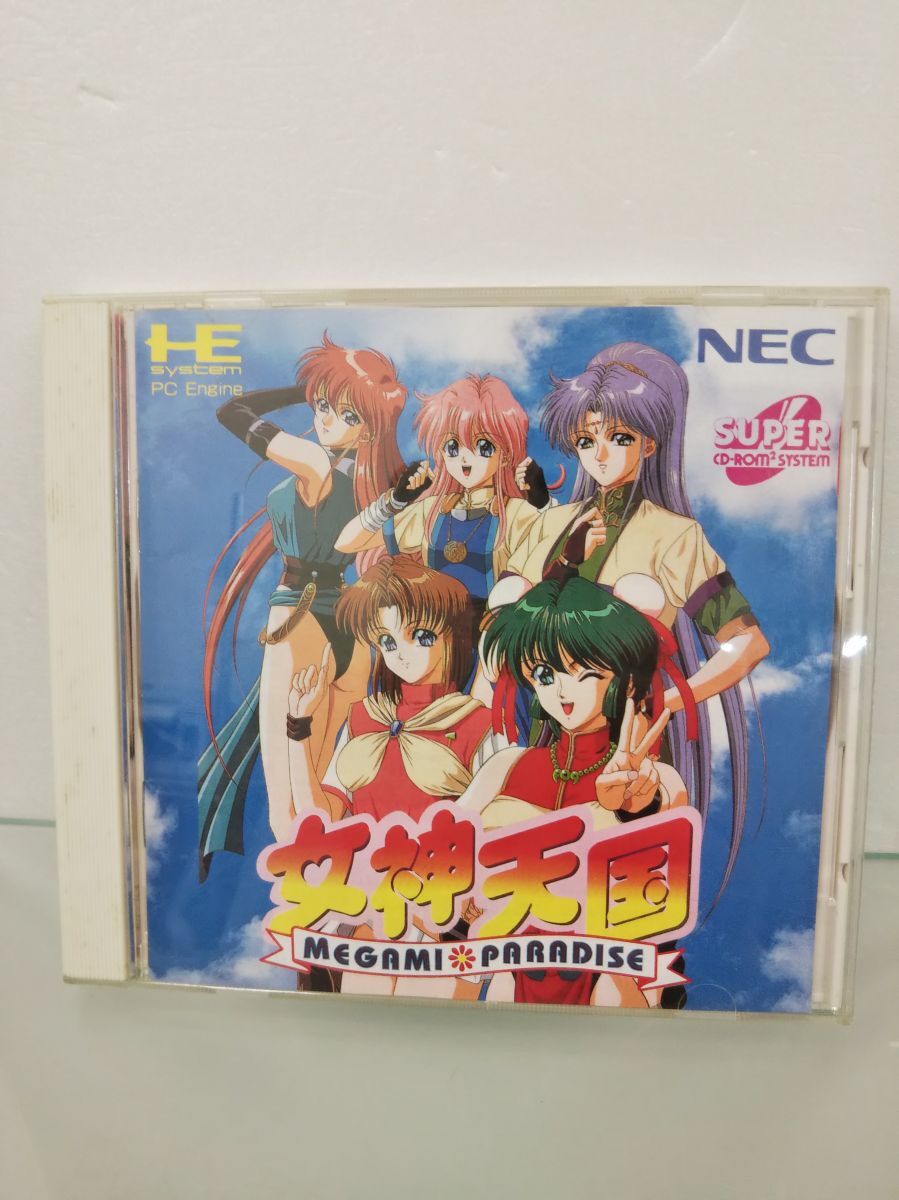 HE
system
PC Engine
NEC
SUPER
CD-ROM² SYSTEM
女神天国
MEGAMI PARADISE